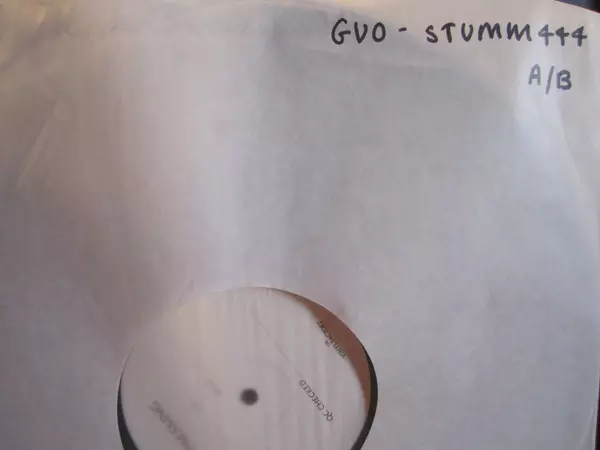 GVO - STUMM444
A/B
QC CHECKED